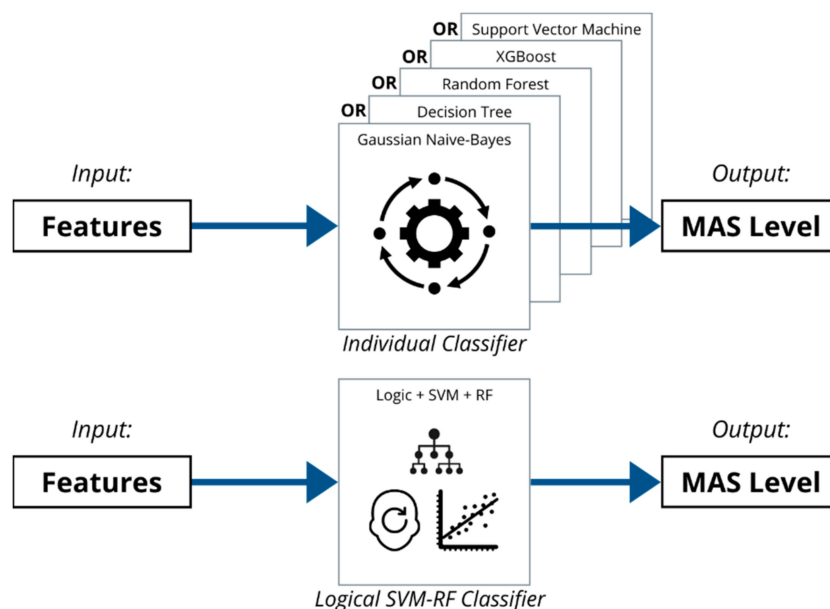 OR Support Vector Machine
OR XGBoost
OR Random Forest
OR Decision Tree
Gaussian Naive-Bayes
Input:
Features
Output:
MAS Level
Individual Classifier
Logic + SVM + RF
Input:
Features
Output:
MAS Level
Logical SVM-RF Classifier